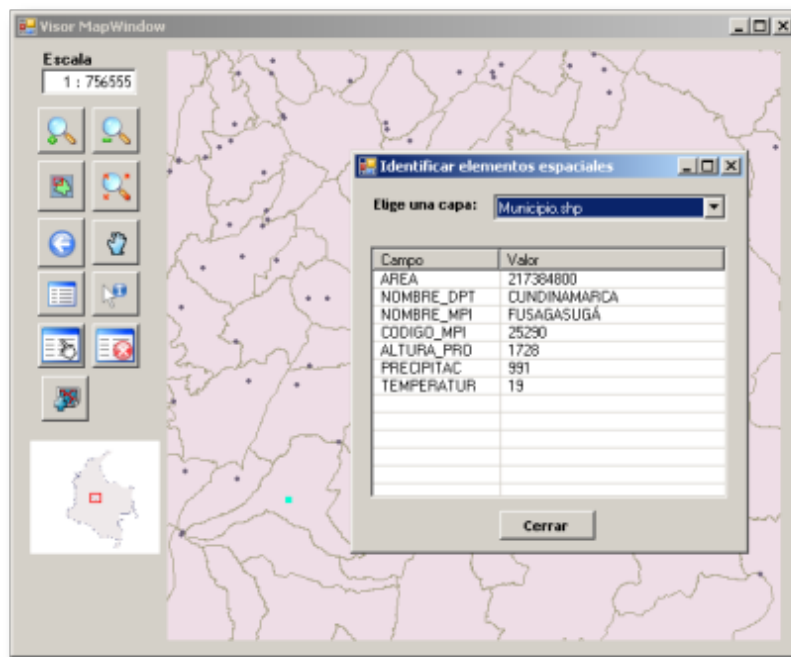 Visor MapWindow
Escala
1 : 756555
Identificar elementos espaciales
Elige una capa: Municipio.shp
Campo Valor
AREA 217384800
NOMBRE_DPT CUNDINAMARCA
NOMBRE_MPI FUSAGASUGÁ
CODIGO_MPI 25290
ALTURA_PRO 1728
PRECIPITAC 991
TEMPERATUR 19
Cerrar